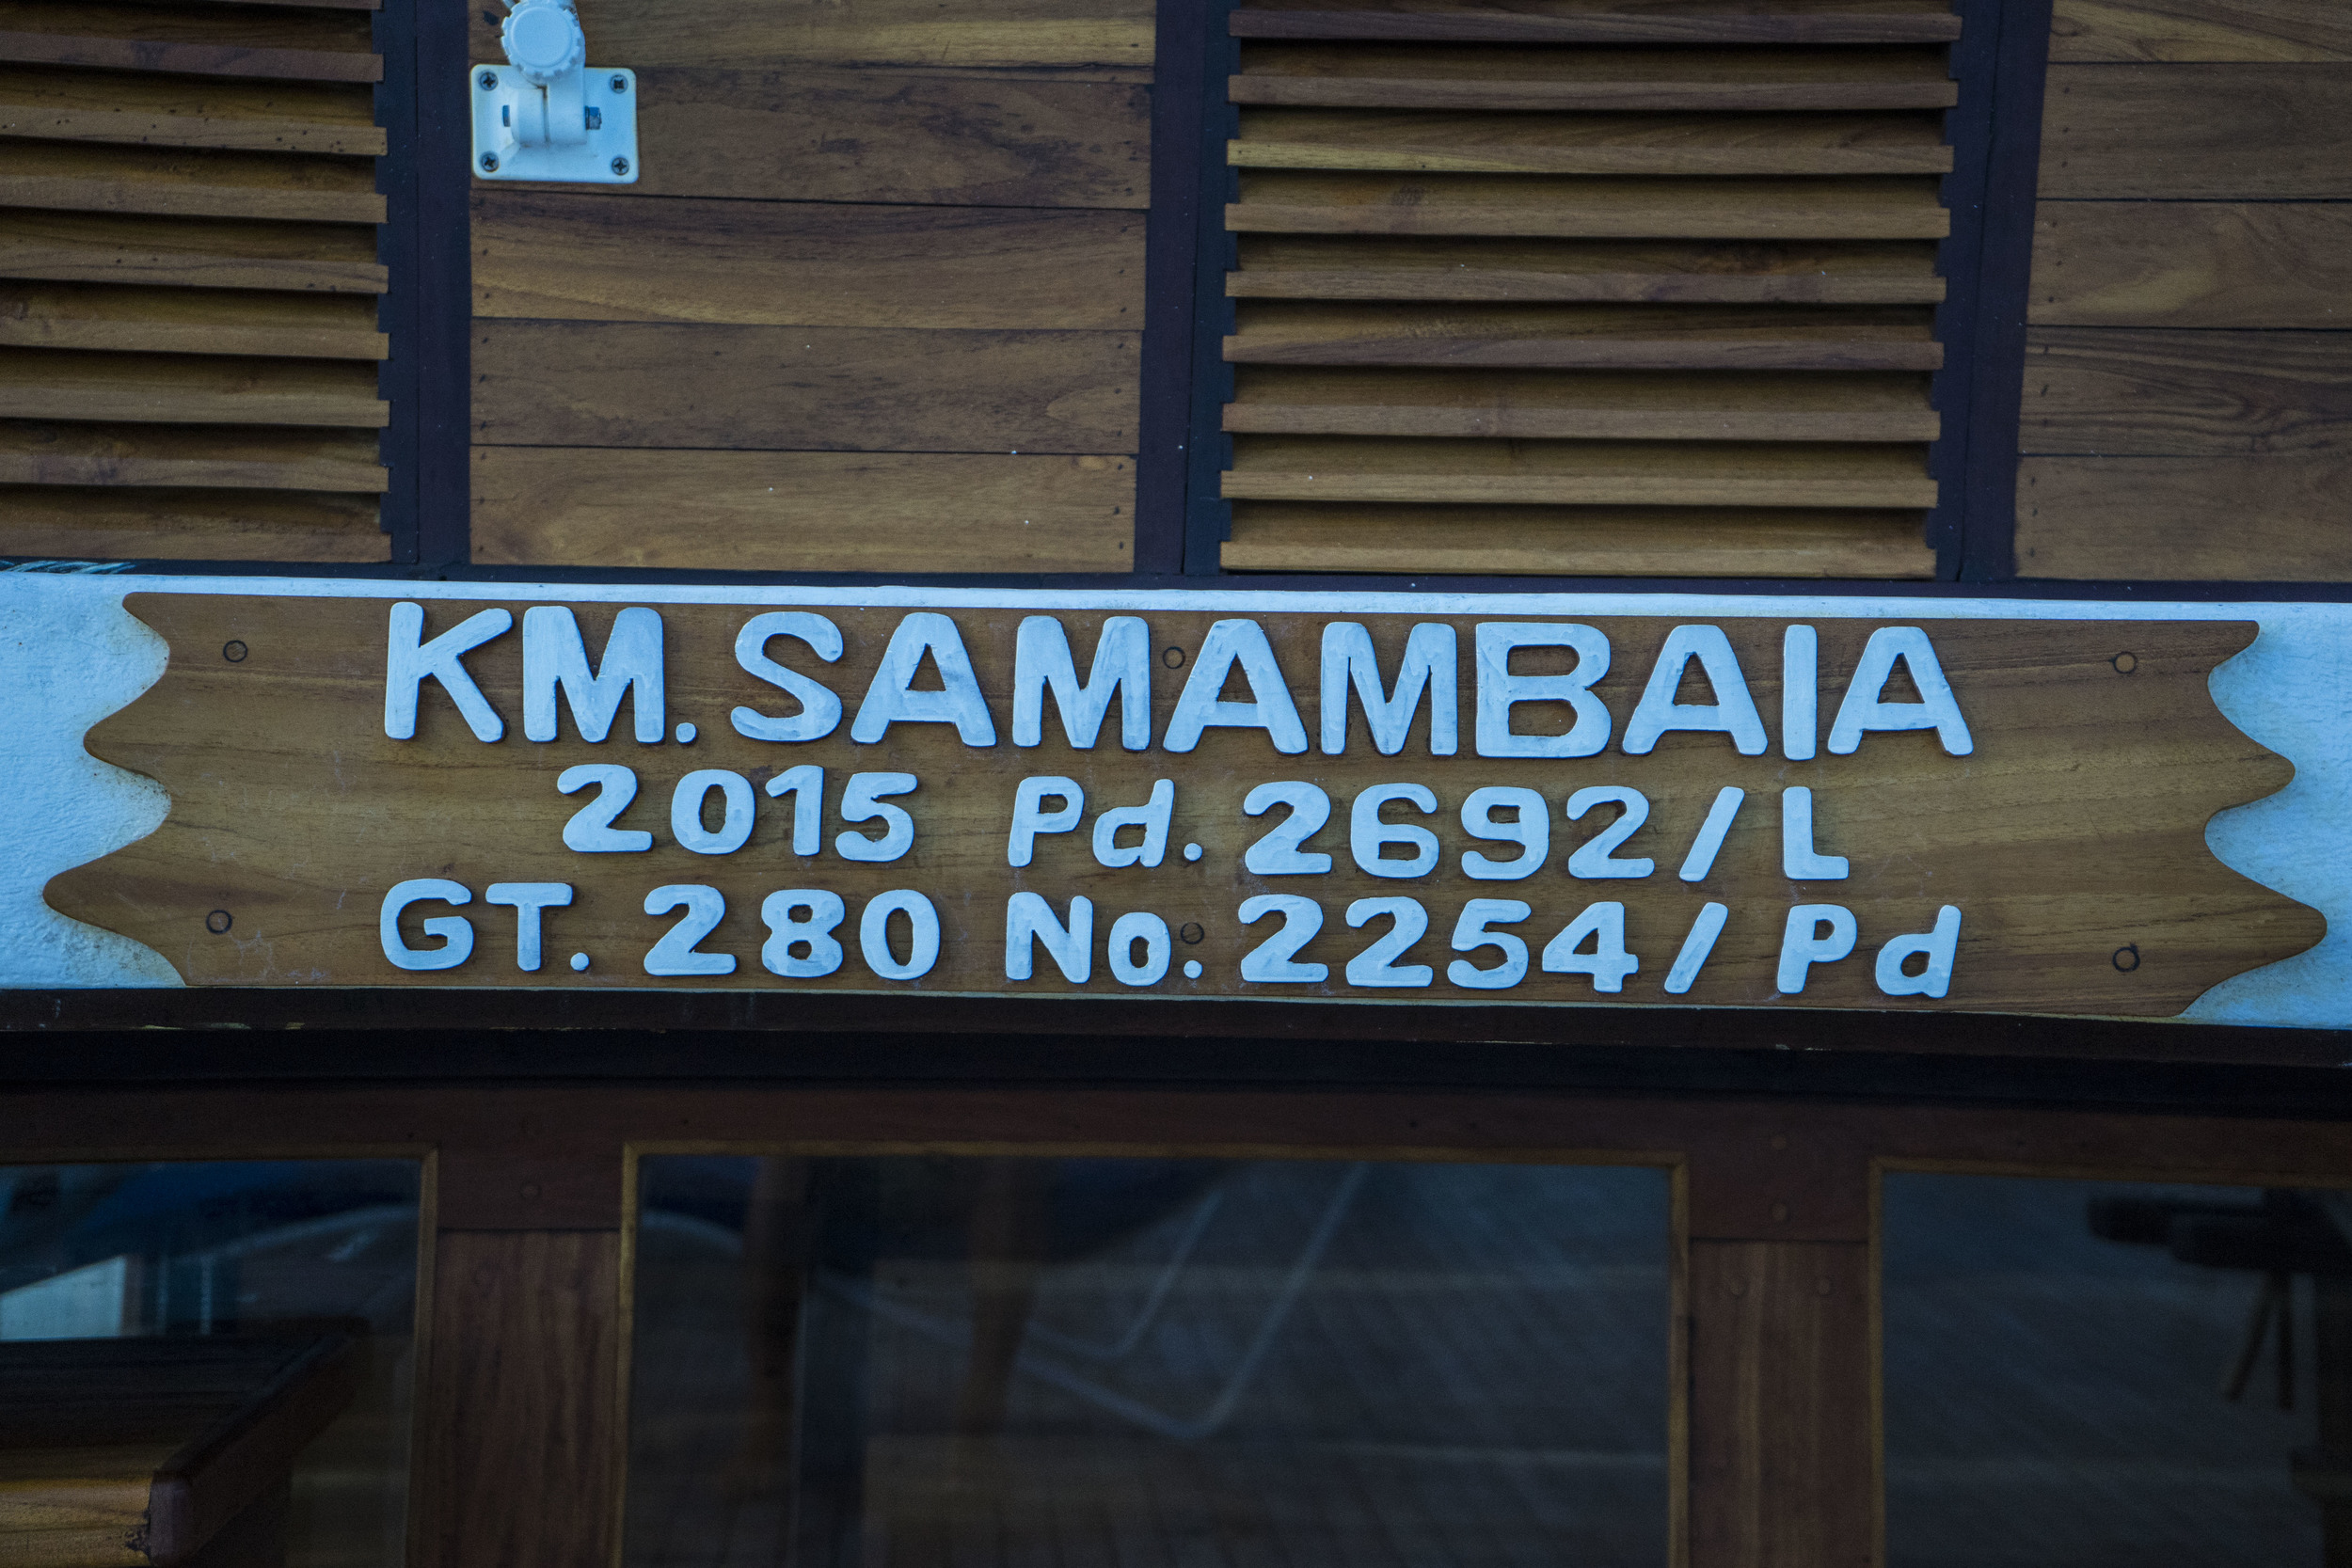 KM. SAMAMBAIA
2015 Pd. 2692/L
GT. 280 No. 2254/Pd